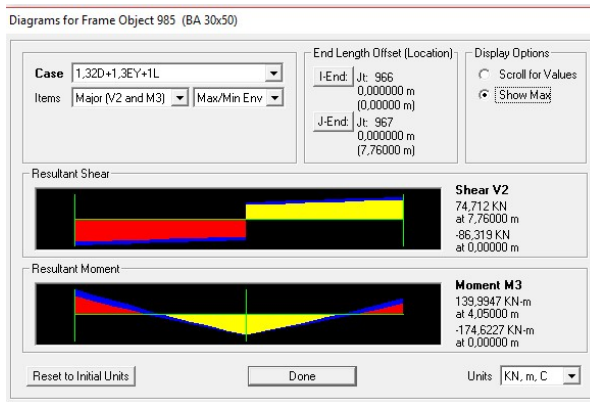 Diagrams for Frame Object 985 (BA 30x50)
Case 1,32D+1,3EY+1L
Items Major (V2 and M3) Max/Min Env
End Length Offset (Location)
I-End: Jt: 966
0,000000 m
(0,00000 m)
J-End: Jt: 967
0,000000 m
(7,76000 m)
Display Options
Scroll for Values
Show Max
Resultant Shear
Shear V2
74,712 KN
at 7,76000 m
-86,319 KN
at 0,00000 m
Resultant Moment
Moment M3
139,9947 KN-m
at 4,05000 m
-174,6227 KN-m
at 0,00000 m
Reset to Initial Units
Done
Units KN, m, C